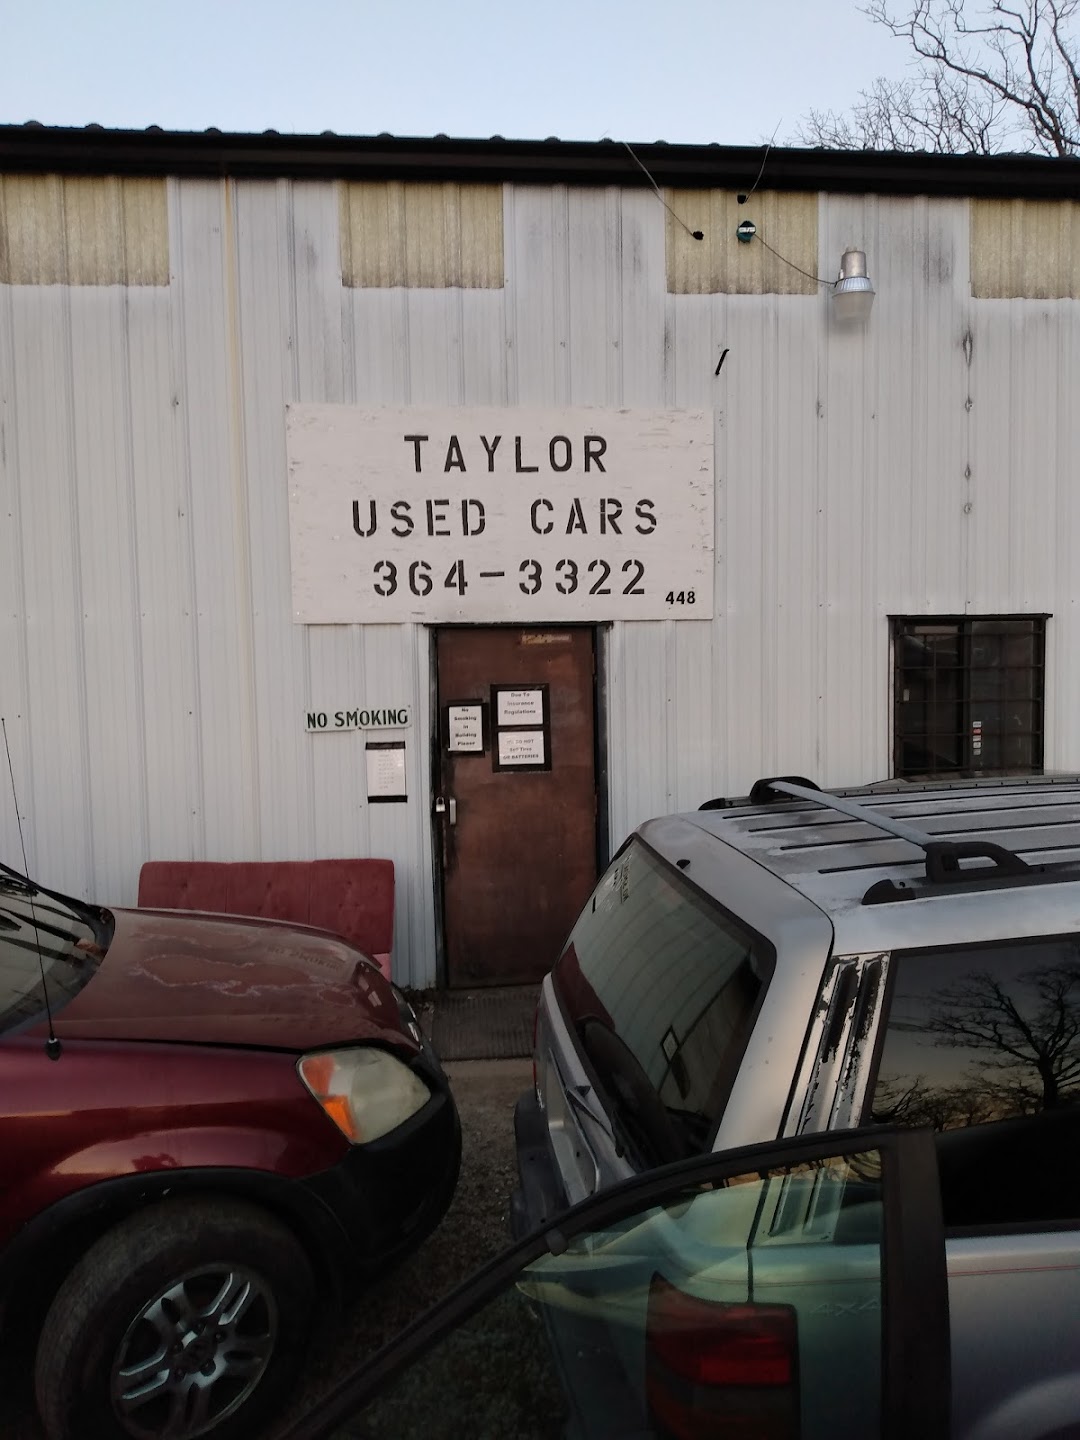 TAYLOR
USED CARS
364-3322
448
NO SMOKING
No
Smoking
in
Building
Please
Due To
Insurance
Regulations
DO NOT
OR BATTERIES
4X4